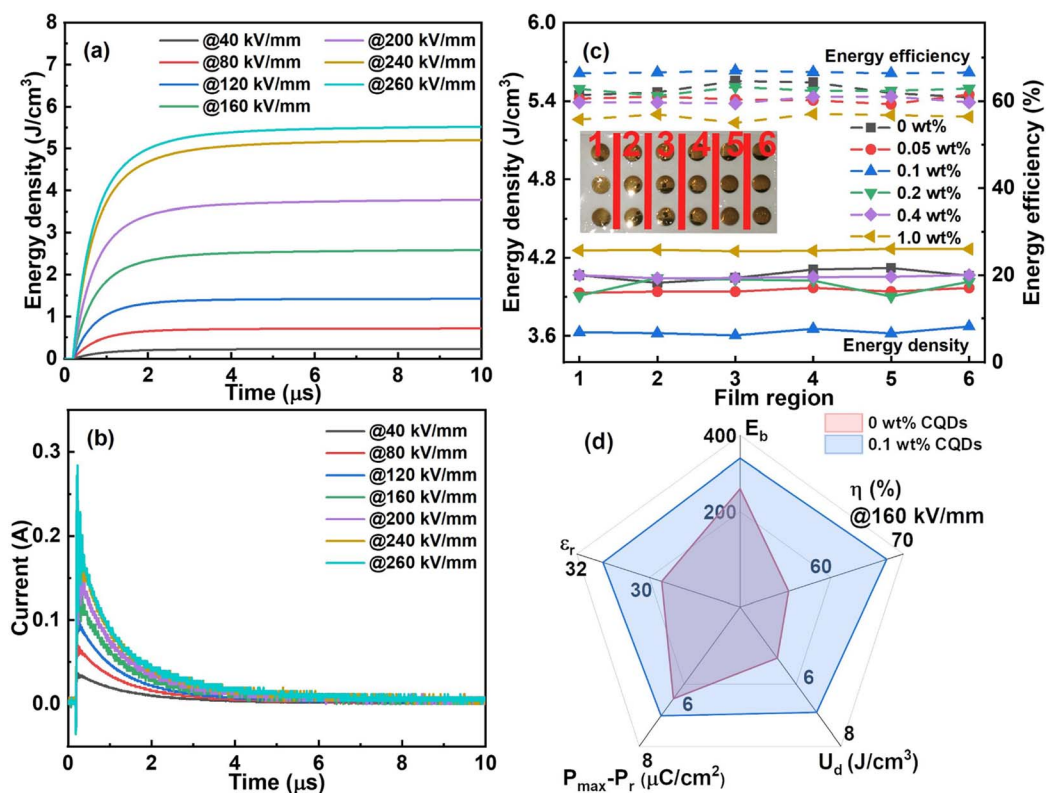 (a)
@40 kV/mm
@80 kV/mm
@120 kV/mm
@160 kV/mm
@200 kV/mm
@240 kV/mm
@260 kV/mm
8
7
6
5
4
3
2
1
0
Energy density (J/cm³)
0 2 4 6 8 10
Time (μs)
(b)
@40 kV/mm
@80 kV/mm
@120 kV/mm
@160 kV/mm
@200 kV/mm
@240 kV/mm
@260 kV/mm
0.3
0.2
0.1
0.0
Current (A)
0 2 4 6 8 10
Time (μs)
(c)
Energy efficiency
1 2 3 4 5 6
0 wt%
0.05 wt%
0.1 wt%
0.2 wt%
0.4 wt%
1.0 wt%
Energy density
6.0
5.4
4.8
4.2
3.6
Energy density (J/cm³)
60
40
20
0
Energy efficiency (%)
1 2 3 4 5 6
Film region
(d)
0 wt% CQDs
0.1 wt% CQDs
E_b
400
200
η (%)
@160 kV/mm
70
60
ε_r
32
30
6
6
8
8
P_max-P_r (μC/cm²)
U_d (J/cm³)